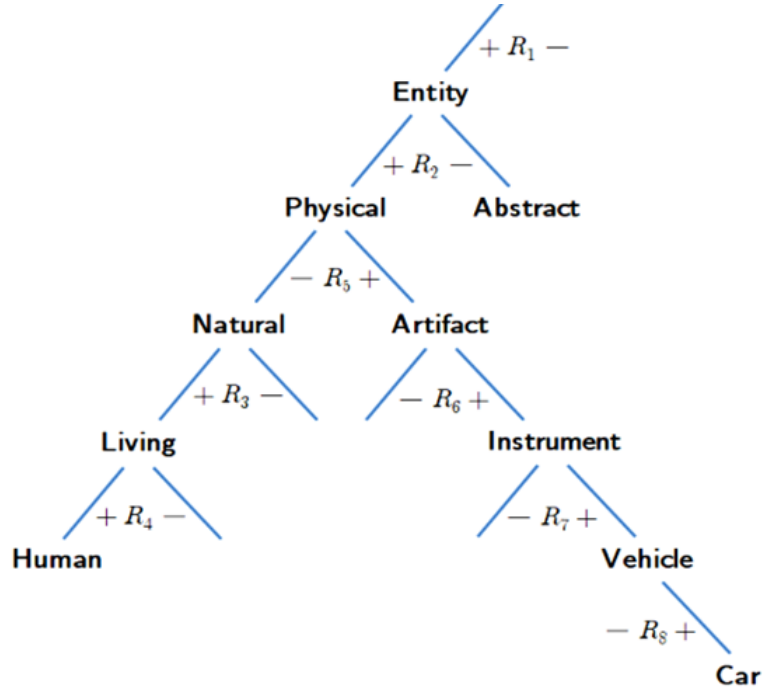 + R₁ −
Entity
+ R₂ −
Physical Abstract
− R₅ +
Natural Artifact
+ R₃ − − R₆ +
Living Instrument
+ R₄ − − R₇ +
Human Vehicle
− R₈ +
Car